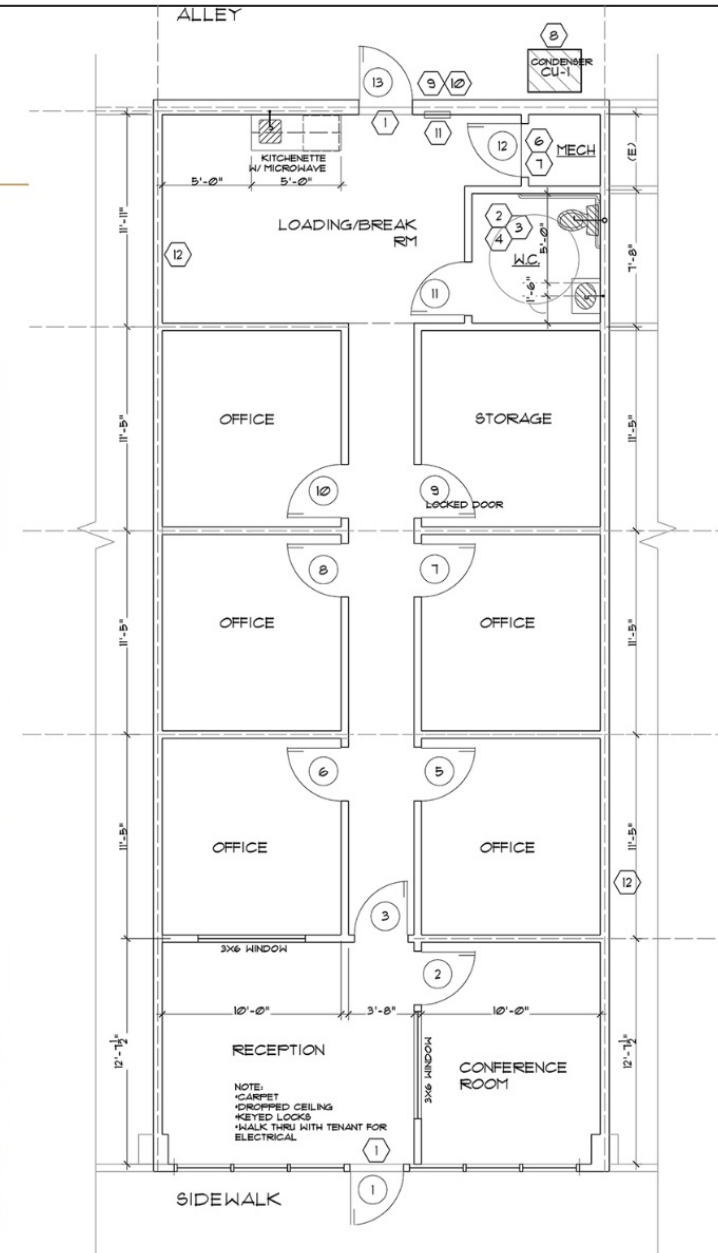 ALLEY
8
CONDENSER
CU-1
13
9 10
1
11
12
6
7
MECH
(E)
KITCHENETTE
W/ MICROWAVE
5'-0" 5'-0"
11'-11"
LOADING/BREAK
RM
12
2
3
4
5'-0"
W.C.
1'-6"
7'-8"
11
OFFICE
STORAGE
11'-5"
11'-5"
10
9
LOCKED DOOR
8
7
OFFICE
OFFICE
11'-5"
11'-5"
6
5
OFFICE
OFFICE
11'-5"
11'-5"
12
3
3X6 WINDOW
2
10'-0" 3'-8" 10'-0"
12'-7½"
12'-7½"
RECEPTION
3X6 WINDOW
CONFERENCE
ROOM
NOTE:
•CARPET
•DROPPED CEILING
•KEYED LOCKS
•WALK THRU WITH TENANT FOR
ELECTRICAL
1
1
SIDEWALK